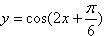 y = cos(2x + π/6)